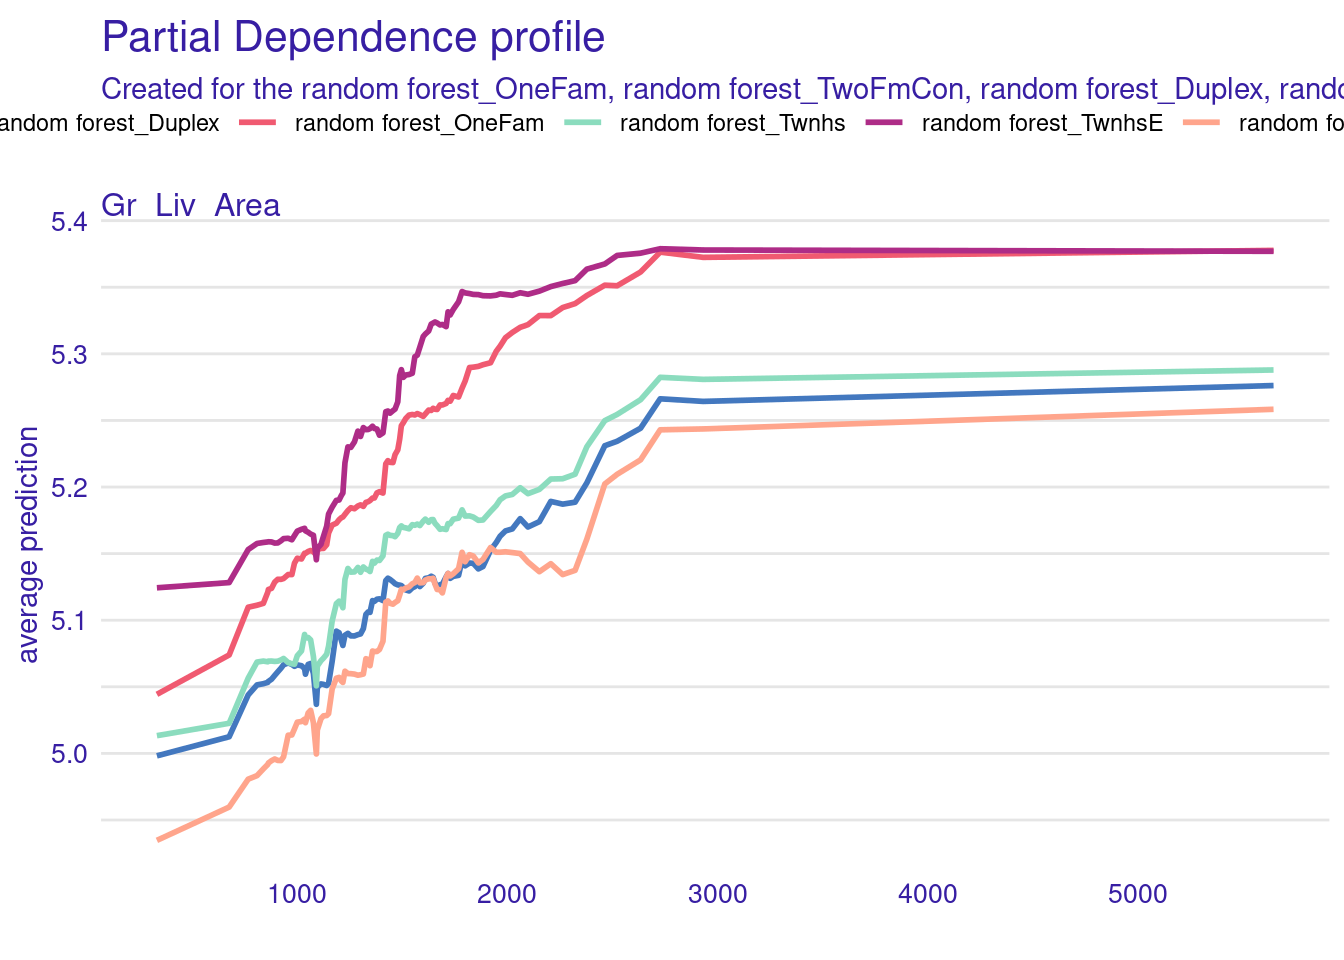 Partial Dependence profile
Created for the random forest_OneFam, random forest_TwoFmCon, random forest_Duplex, rando
andom forest_Duplex random forest_OneFam random forest_Twnhs random forest_TwnhsE random fo
Gr Liv Area
5.4
5.3
5.2
5.1
5.0
average prediction
1000 2000 3000 4000 5000